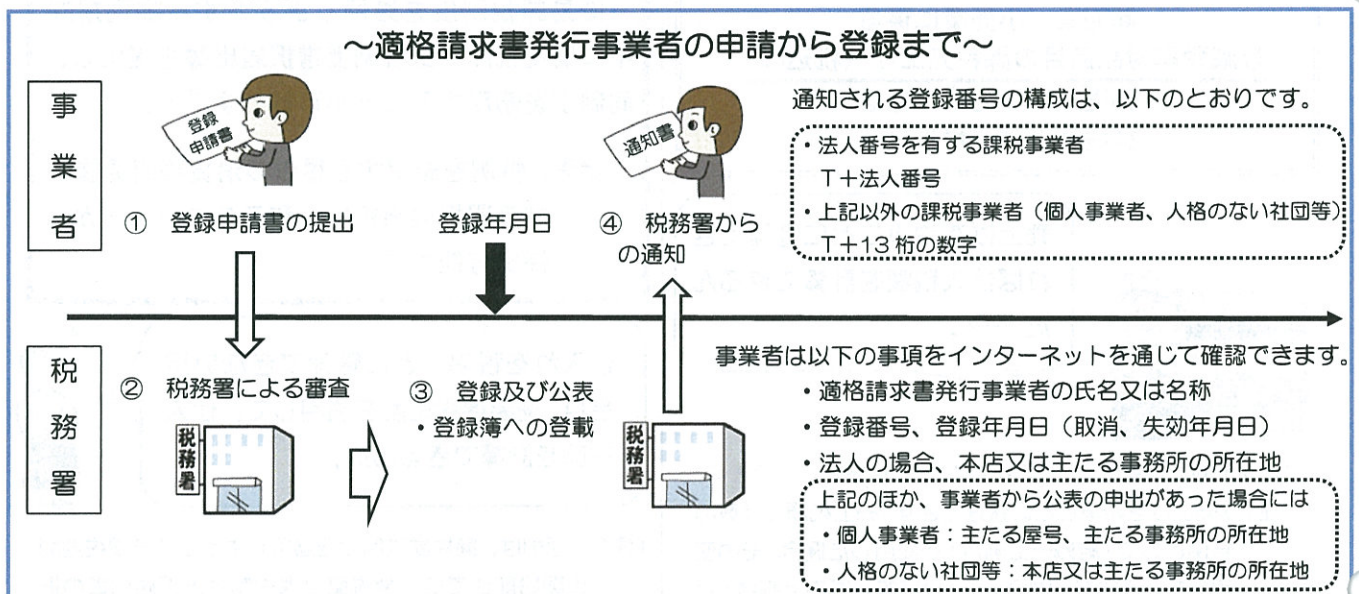 ～適格請求書発行事業者の申請から登録まで～
事業者
登録
申請書
① 登録申請書の提出
登録年月日
通知書
④ 税務署から
の通知
通知される登録番号の構成は、以下のとおりです。
・法人番号を有する課税事業者
T＋法人番号
・上記以外の課税事業者（個人事業者、人格のない社団等）
T＋13桁の数字
税務署
② 税務署による審査
税務署
③ 登録及び公表
・登録簿への登載
税務署
事業者は以下の事項をインターネットを通じて確認できます。
・適格請求書発行事業者の氏名又は名称
・登録番号、登録年月日（取消、失効年月日）
・法人の場合、本店又は主たる事務所の所在地
上記のほか、事業者から公表の申出があった場合には
・個人事業者：主たる屋号、主たる事務所の所在地
・人格のない社団等：本店又は主たる事務所の所在地